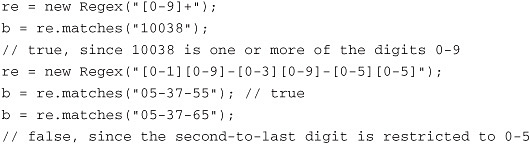 re = new Regex("[0-9]+");
b = re.matches("10038");
// true, since 10038 is one or more of the digits 0-9
re = new Regex("[0-1][0-9]-[0-3][0-9]-[0-5][0-5]");
b = re.matches("05-37-55"); // true
b = re.matches("05-37-65");
// false, since the second-to-last digit is restricted to 0-5